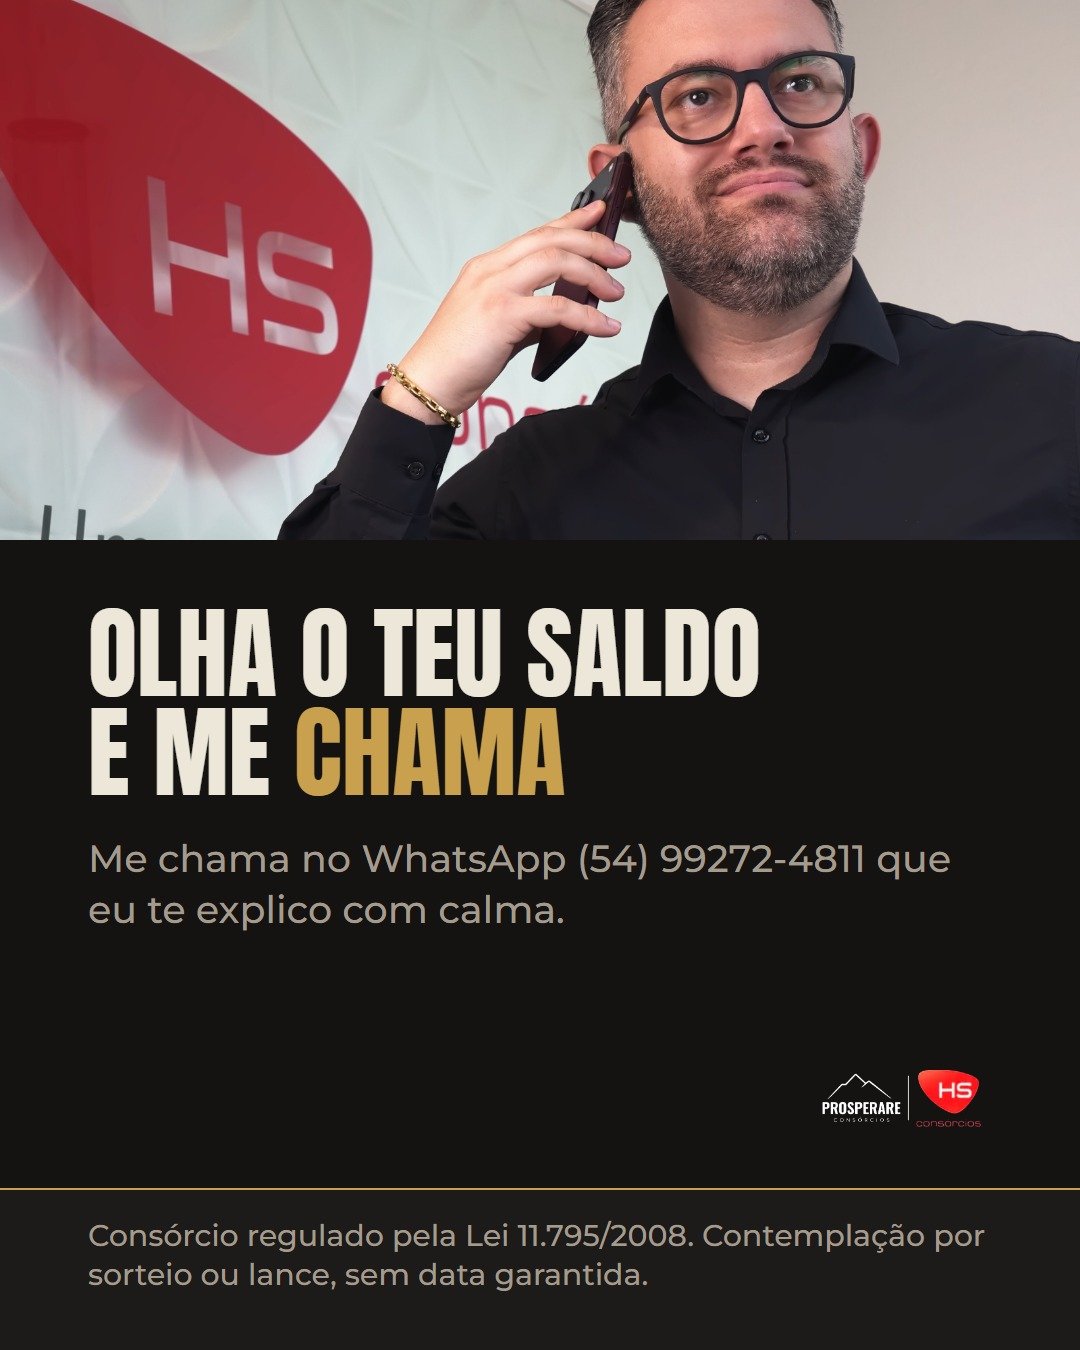 HS
OLHA O TEU SALDO
E ME CHAMA
Me chama no WhatsApp (54) 99272-4811 que
eu te explico com calma.
PROSPERARE
CONSÓRCIOS
HS
consórcios
Consórcio regulado pela Lei 11.795/2008. Contemplação por
sorteio ou lance, sem data garantida.